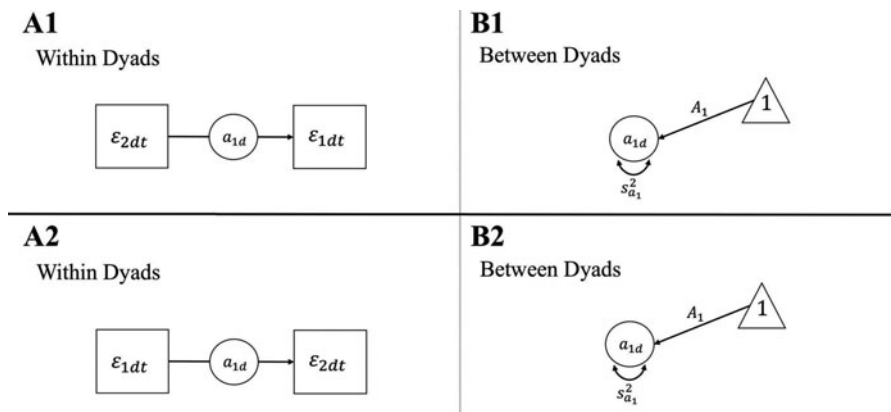 A1
Within Dyads
ε2dt a1d ε1dt
B1
Between Dyads
A1 1
a1d
s²a1
A2
Within Dyads
ε1dt a1d ε2dt
B2
Between Dyads
A1 1
a1d
s²a1